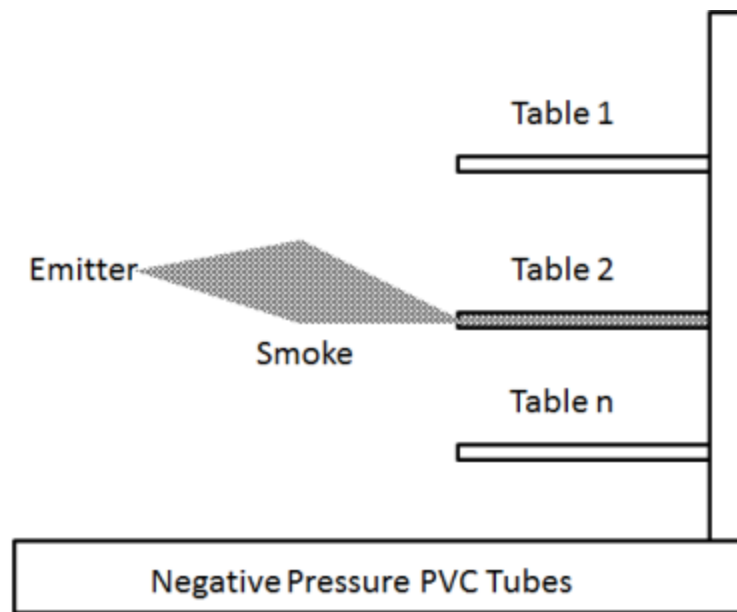 Table 1
Emitter
Table 2
Smoke
Table n
Negative Pressure PVC Tubes